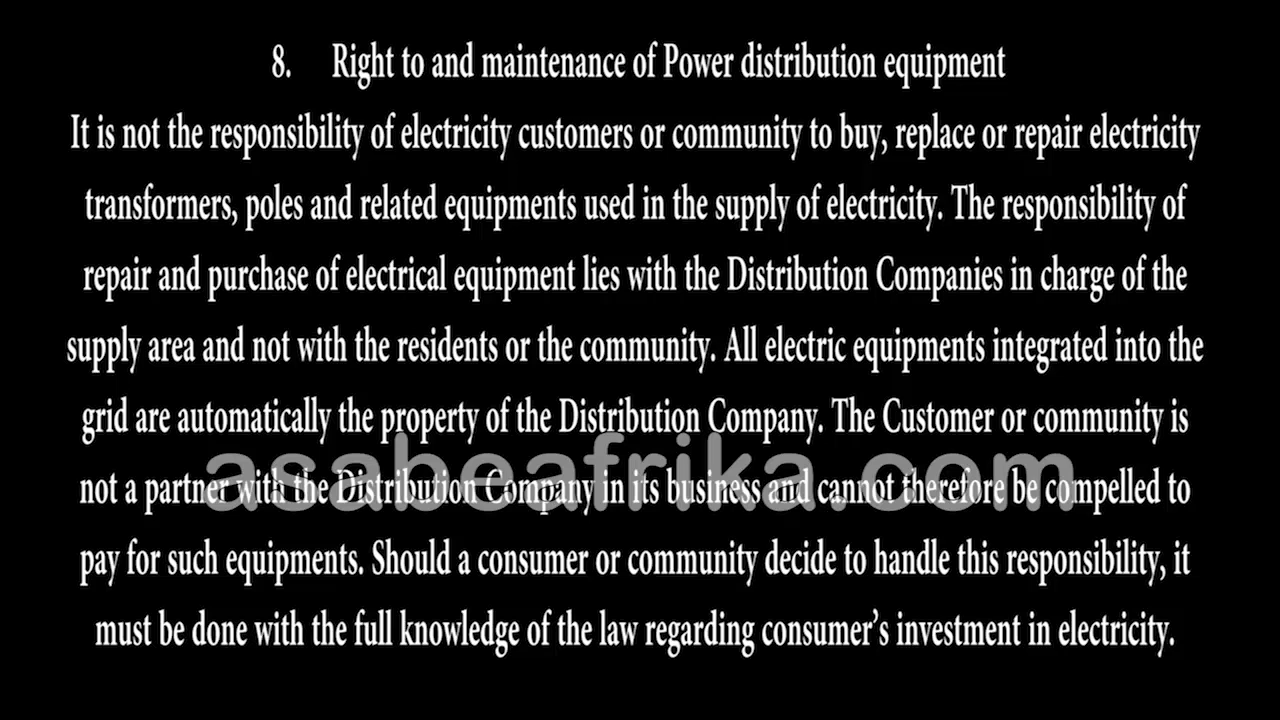 8. Right to and maintenance of Power distribution equipment
It is not the responsibility of electricity customers or community to buy, replace or repair electricity
transformers, poles and related equipments used in the supply of electricity. The responsibility of
repair and purchase of electrical equipment lies with the Distribution Companies in charge of the
supply area and not with the residents or the community. All electric equipments integrated into the
grid are automatically the property of the Distribution Company. The Customer or community is
not a partner with the Distribution Company in its business and cannot therefore be compelled to
asabeafrika.com
pay for such equipments. Should a consumer or community decide to handle this responsibility, it
must be done with the full knowledge of the law regarding consumer’s investment in electricity.